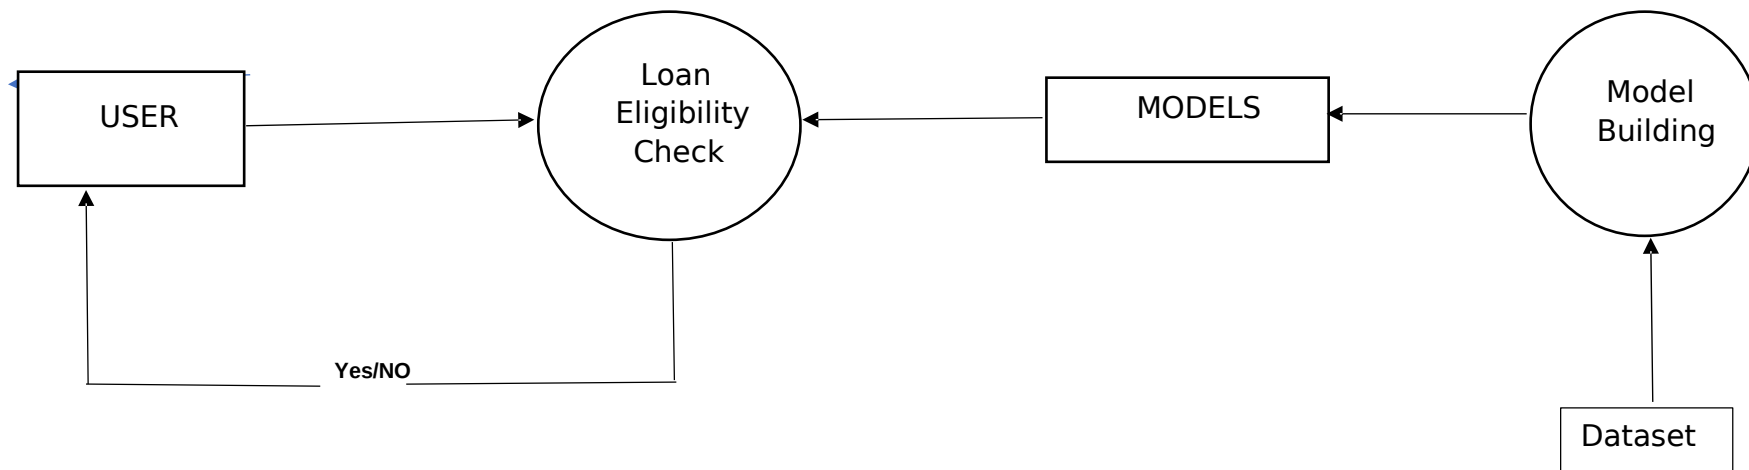 USER
Loan
Eligibility
Check
MODELS
Model
Building
Yes/NO
Dataset